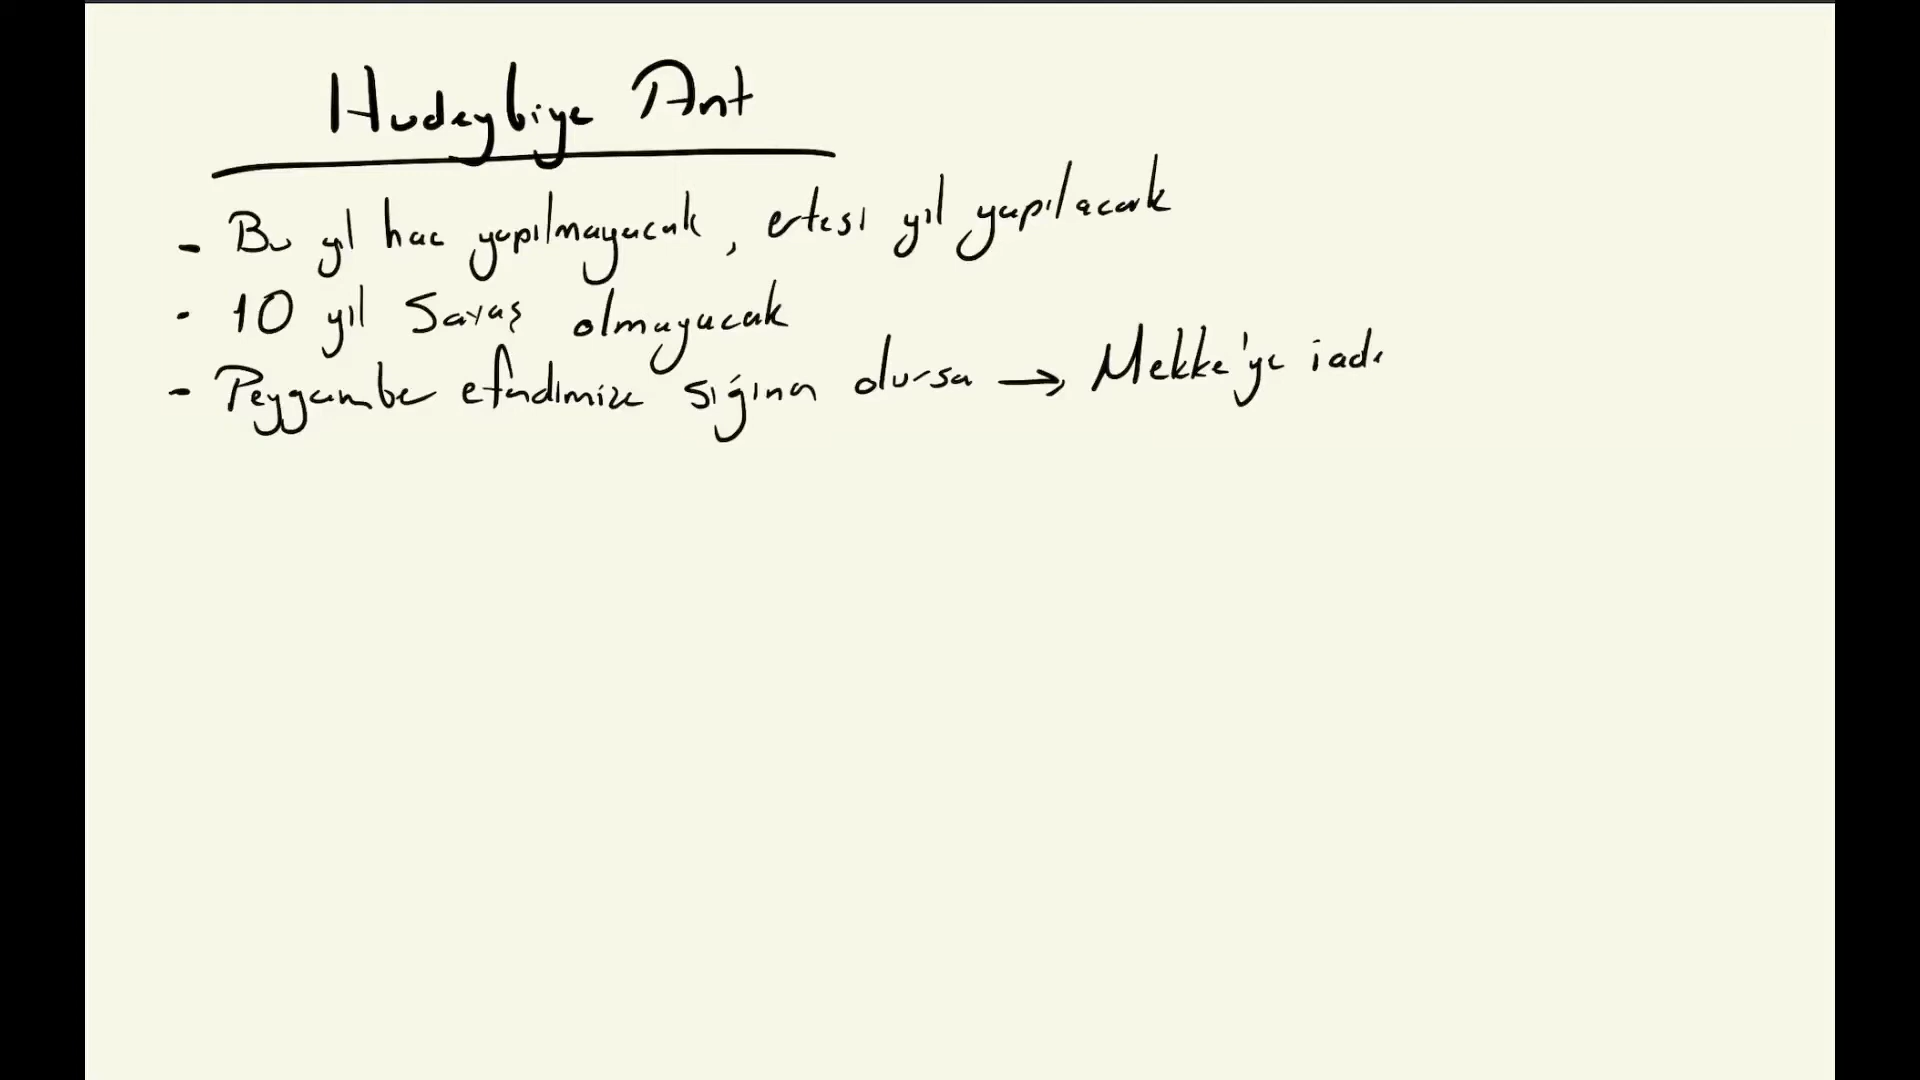 Hudeybiye Ant
- Bu yıl hac yapılmayacak, ertesi yıl yapılacak
- 10 yıl Savaş olmayacak
- Peygamber efendimize sığınan olursa → Mekke'ye iade